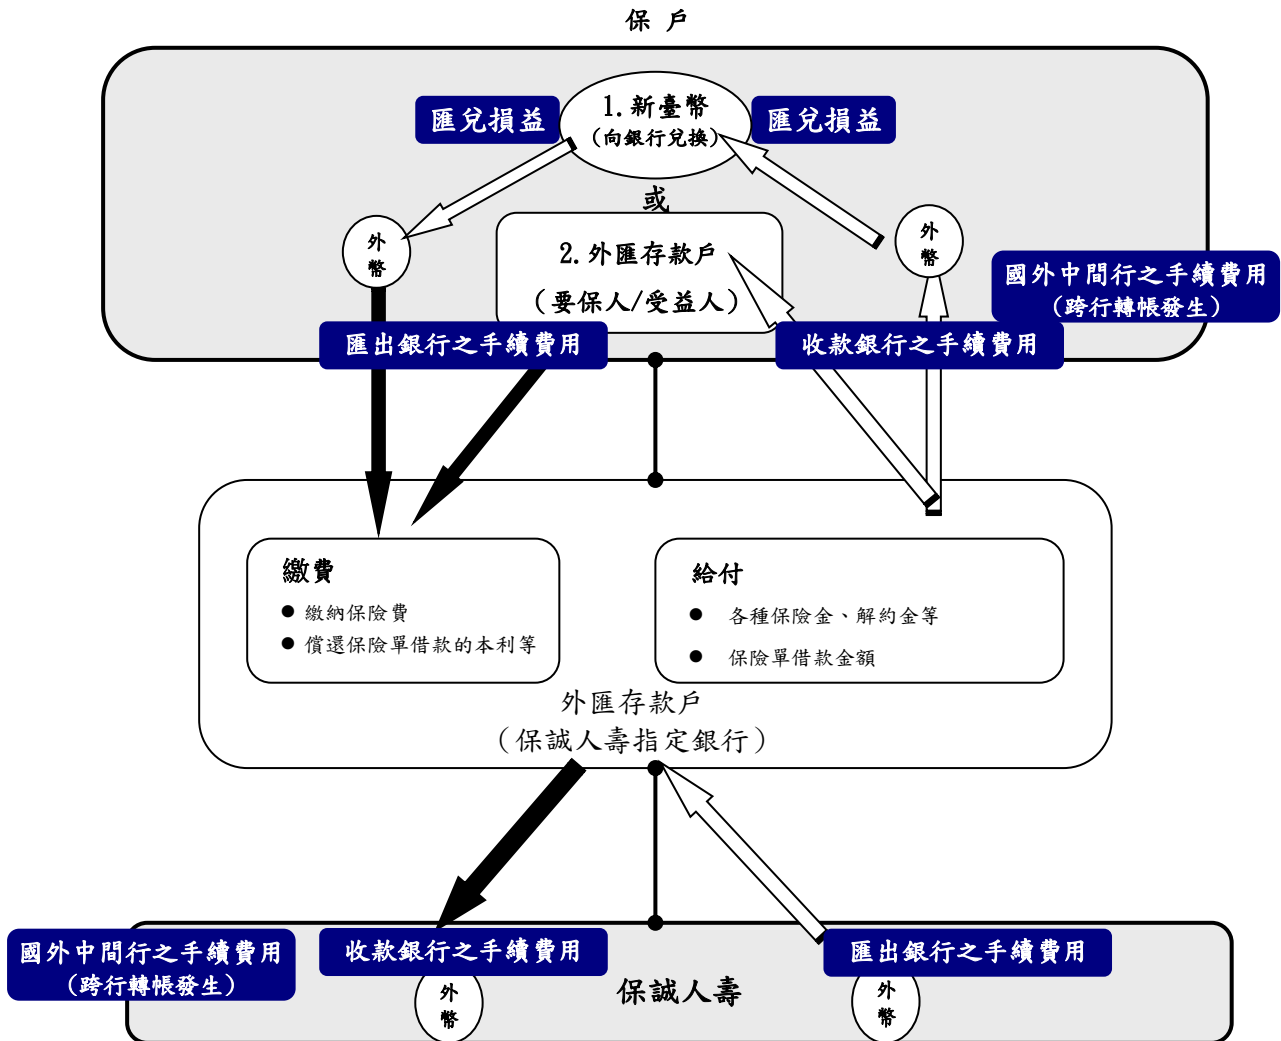 保 戶
匯兌損益
1.新臺幣
(向銀行兌換)
匯兌損益
或
外
幣
2.外匯存款戶
(要保人/受益人)
外
幣
國外中間行之手續費用
(跨行轉帳發生)
匯出銀行之手續費用
收款銀行之手續費用
繳費
● 繳納保險費
● 償還保險單借款的本利等
給付
● 各種保險金、解約金等
● 保險單借款金額
外匯存款戶
(保誠人壽指定銀行)
國外中間行之手續費用
(跨行轉帳發生)
收款銀行之手續費用
匯出銀行之手續費用
外
幣
保誠人壽
外
幣